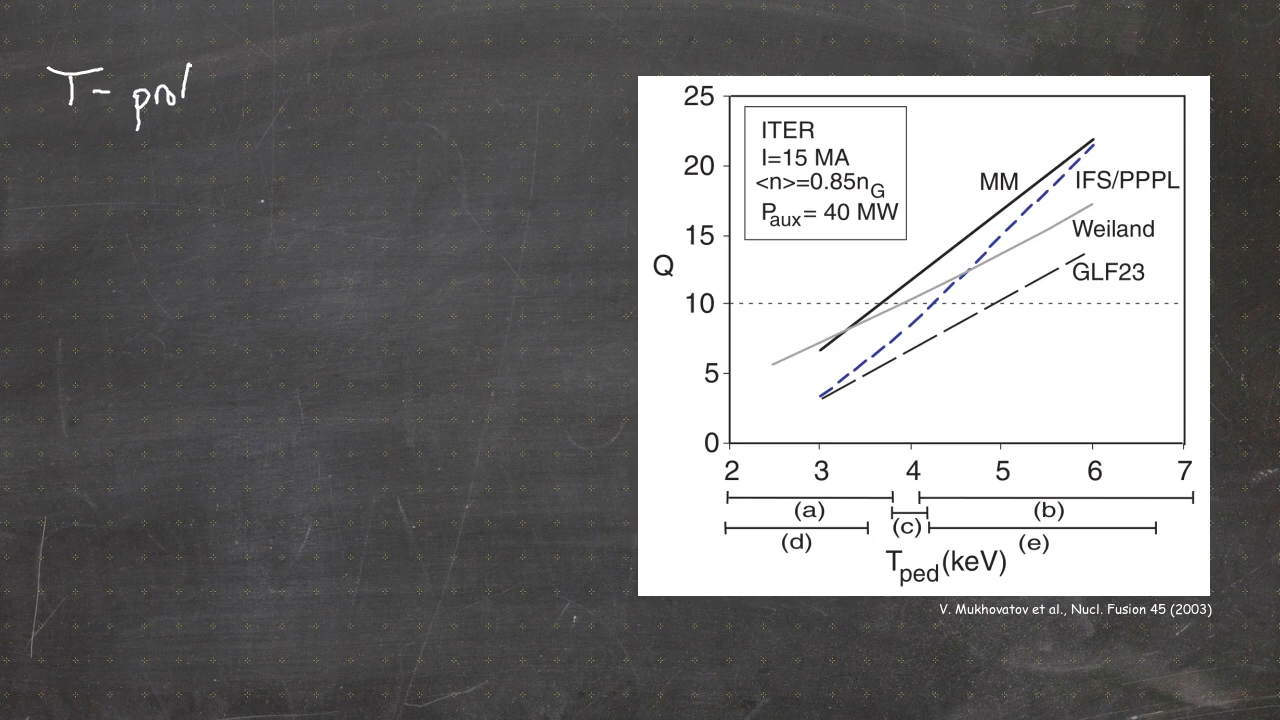 T- prof
25
20
15
10
5
0
Q
ITER
I=15 MA
<n>=0.85nG
Paux= 40 MW
MM
IFS/PPPL
Weiland
GLF23
2 3 4 5 6 7
(a) (b)
(c)
(d) (e)
Tped(keV)
V. Mukhovatov et al., Nucl. Fusion 45 (2003)